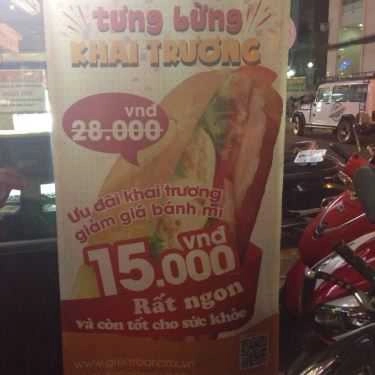 tưng bừng
KHAI TRƯƠNG
vnđ
28.000
Ưu đãi khai trương
giảm giá bánh mì
vnđ
15.000
Rất ngon
và còn tốt cho sức khỏe